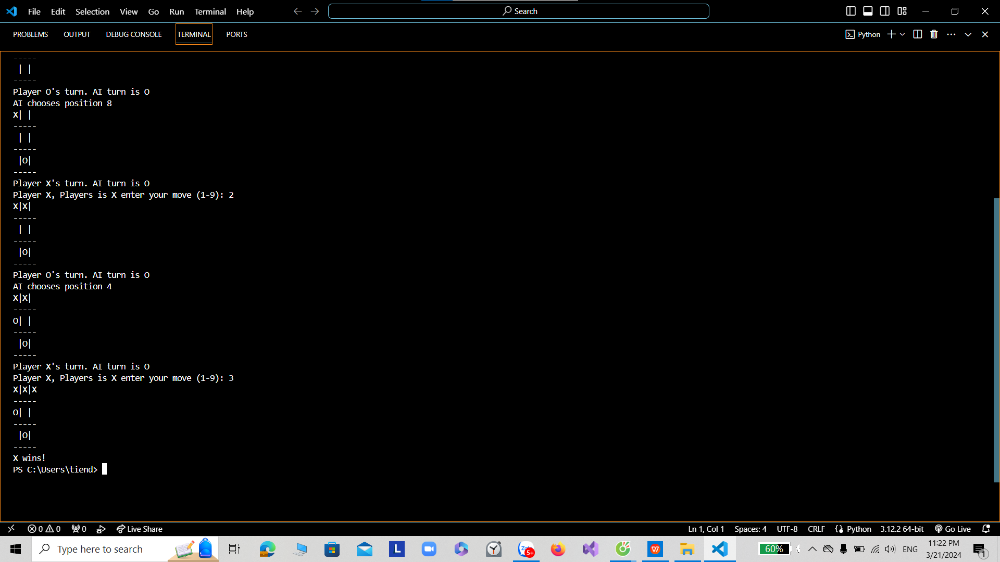 File Edit Selection View Go Run Terminal Help Search
PROBLEMS OUTPUT DEBUG CONSOLE TERMINAL PORTS Python
-----
 | |
-----
Player O's turn. AI turn is O
AI chooses position 8
X| |
-----
 | |
-----
 |O|
-----
Player X's turn. AI turn is O
Player X, Players is X enter your move (1-9): 2
X|X|
-----
 | |
-----
 |O|
-----
Player O's turn. AI turn is O
AI chooses position 4
X|X|
-----
O| |
-----
 |O|
-----
Player X's turn. AI turn is O
Player X, Players is X enter your move (1-9): 3
X|X|X
-----
O| |
-----
 |O|
-----
X wins!
PS C:\Users\tiend>
0 0 0 Live Share Ln 1, Col 1 Spaces: 4 UTF-8 CRLF Python 3.12.2 64-bit Go Live
Type here to search L 5+ 60% ENG 11:22 PM
3/21/2024 1